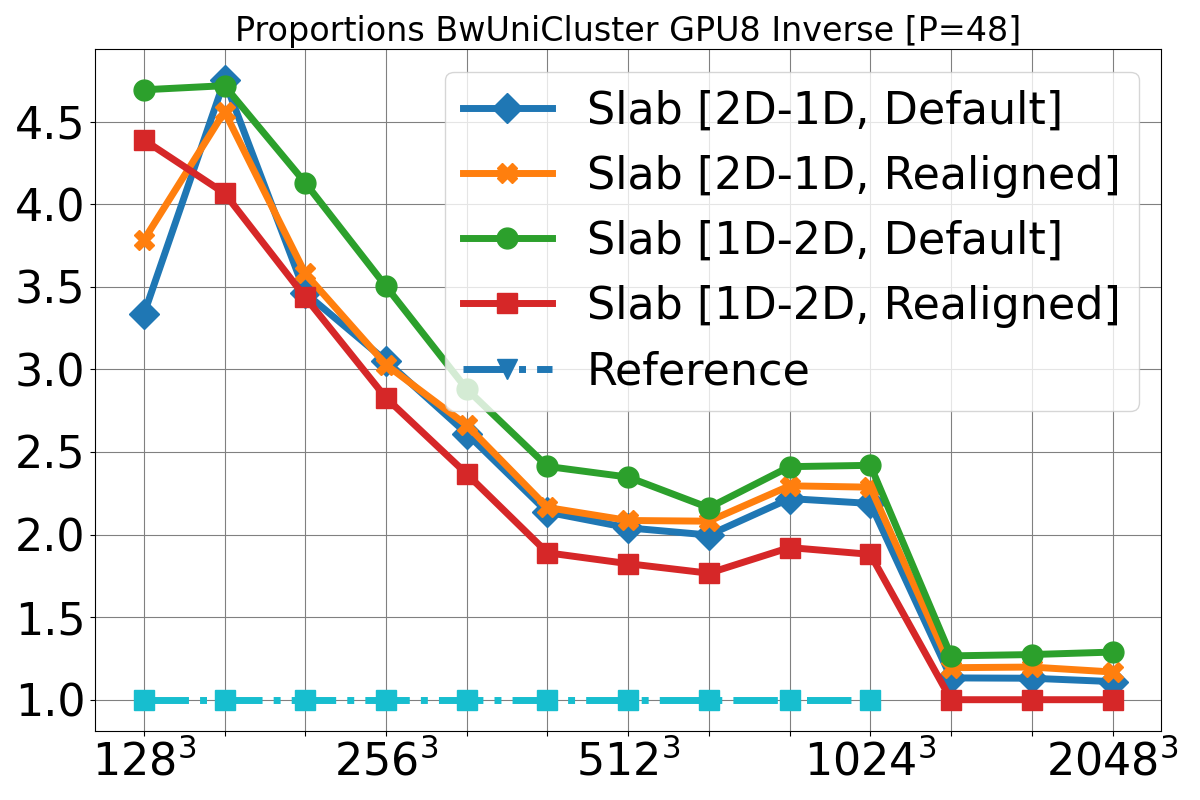 Proportions BwUniCluster GPU8 Inverse [P=48]
Slab [2D-1D, Default]
Slab [2D-1D, Realigned]
Slab [1D-2D, Default]
Slab [1D-2D, Realigned]
Reference
4.5
4.0
3.5
3.0
2.5
2.0
1.5
1.0
128³ 256³ 512³ 1024³ 2048³